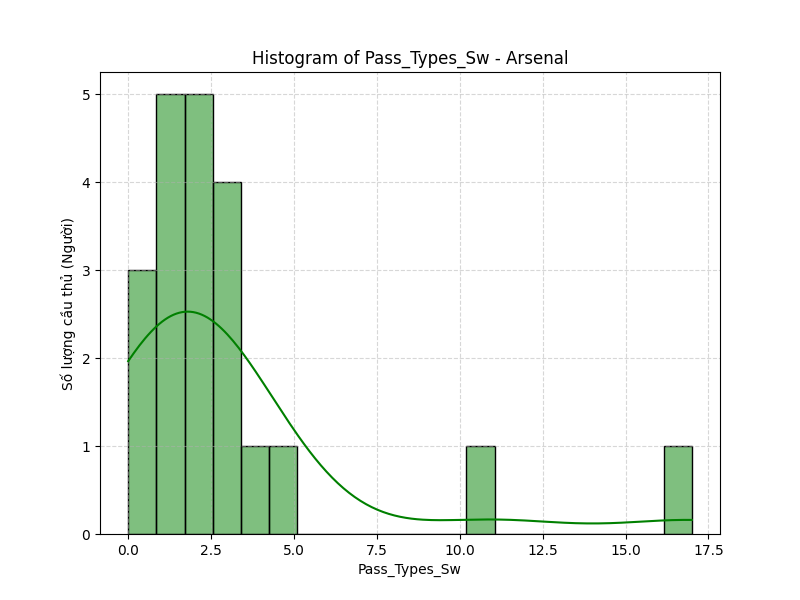 Histogram of Pass_Types_Sw - Arsenal
Số lượng cầu thủ (Người)
5
4
3
2
1
0
0.0 2.5 5.0 7.5 10.0 12.5 15.0 17.5
Pass_Types_Sw